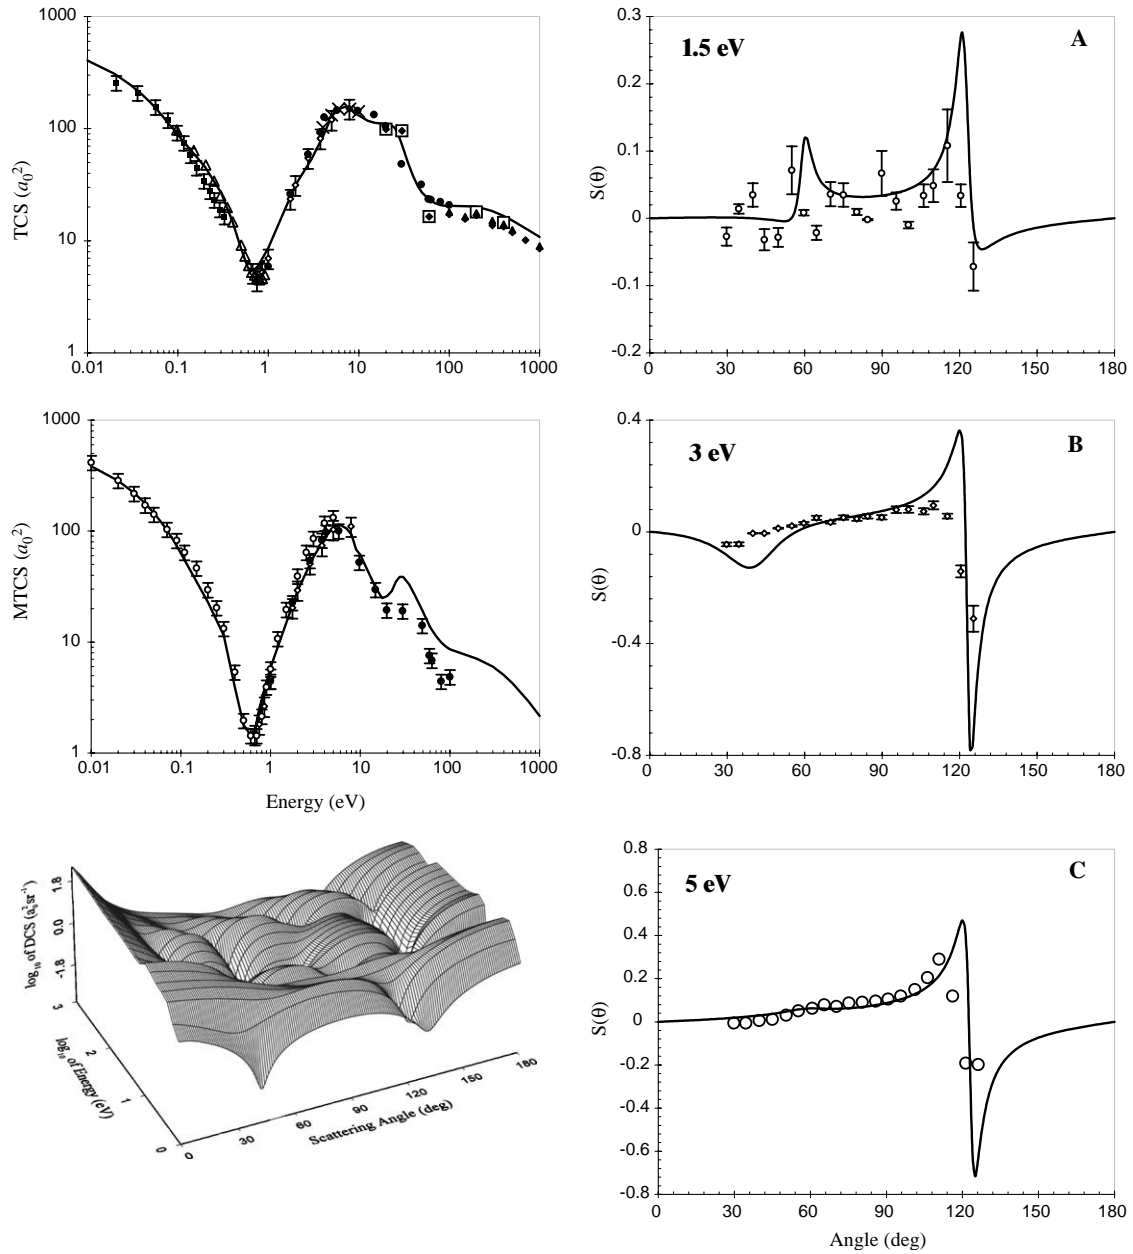 1000
100
10
1
TCS (a₀²)
0.01 0.1 1 10 100 1000
0.3
0.2
0.1
0
-0.1
-0.2
S(θ)
1.5 eV
A
0 30 60 90 120 150 180
1000
100
10
1
MTCS (a₀²)
0.01 0.1 1 10 100 1000
Energy (eV)
0.4
0
-0.4
-0.8
S(θ)
3 eV
B
0 30 60 90 120 150 180
1.8
0.0
-1.8
log₁₀ of DCS (a₀²sr⁻¹)
3
2
1
0
log₁₀ of Energy (eV)
0 30 60 90 120 150 180
Scattering Angle (deg)
0.8
0.6
0.4
0.2
0
-0.2
-0.4
-0.6
-0.8
S(θ)
5 eV
C
0 30 60 90 120 150 180
Angle (deg)